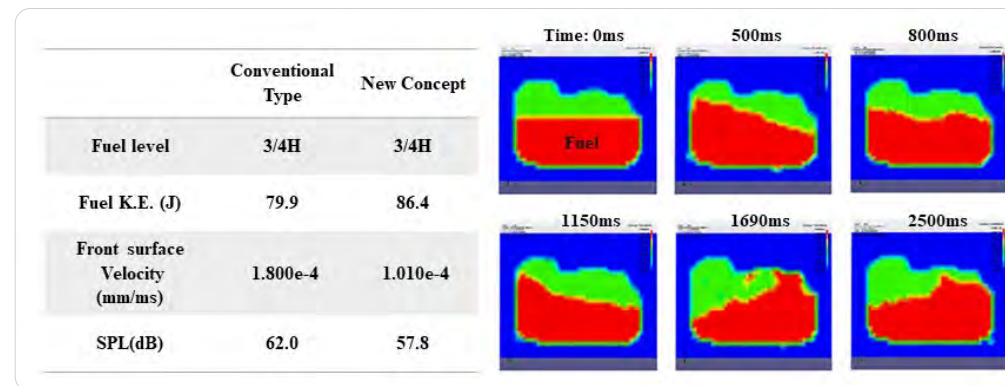 Conventional
Type
New Concept
Fuel level
3/4H
3/4H
Fuel K.E. (J)
79.9
86.4
Front surface
Velocity
(mm/ms)
1.800e-4
1.010e-4
SPL(dB)
62.0
57.8
Time: 0ms
500ms
800ms
Fuel
1150ms
1690ms
2500ms